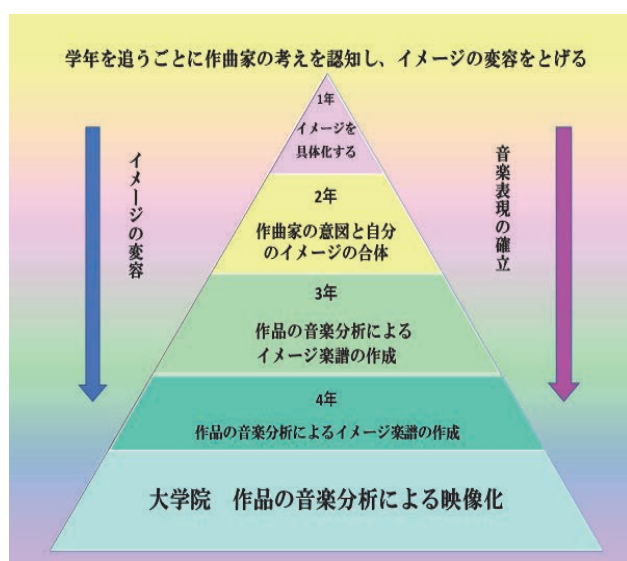 学年を追うごとに作曲家の考えを認知し、イメージの変容をとげる
1年
イメージを
具体化する
イメージの変容
音楽表現の確立
2年
作曲家の意図と自分
のイメージの合体
3年
作品の音楽分析による
イメージ楽譜の作成
4年
作品の音楽分析によるイメージ楽譜の作成
大学院　作品の音楽分析による映像化